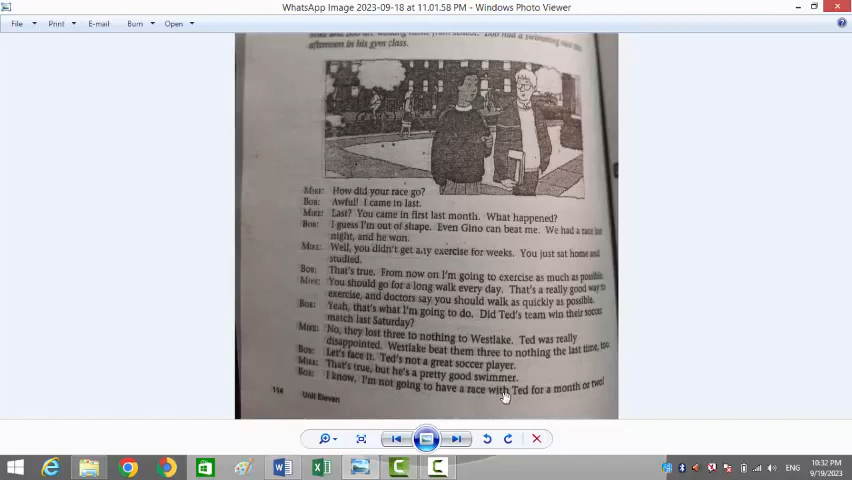 WhatsApp Image 2023-09-18 at 11.01.58 PM - Windows Photo Viewer
File Print E-mail Burn Open
afternoon in his gym class.
MIKE: How did your race go?
BOB: Awful! I came in last.
MIKE: Last? You came in first last month. What happened?
BOB: I guess I'm out of shape. Even Gino can beat me. We had a race last
night, and he won.
MIKE: Well, you didn't get any exercise for weeks. You just sat home and
studied.
BOB: That's true. From now on I'm going to exercise as much as possible.
MIKE: You should go for a long walk every day. That's a really good way to
exercise, and doctors say you should walk as quickly as possible.
BOB: Yeah, that's what I'm going to do. Did Ted's team win their soccer
match last Saturday?
MIKE: No, they lost three to nothing to Westlake. Ted was really
disappointed. Westlake beat them three to nothing the last time, too.
BOB: Let's face it. Ted's not a great soccer player.
MIKE: That's true, but he's a pretty good swimmer.
BOB: I know, I'm not going to have a race with Ted for a month or two!
114 Unit Eleven
ENG
10:32 PM
9/19/2023